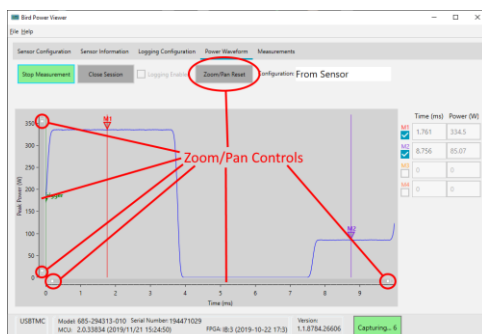 Bird Power Viewer
File Help
Sensor Configuration Sensor Information Logging Configuration Power Waveform Measurements
Stop Measurement Close Session Logging Enable Zoom/Pan Reset Configuration: From Sensor
Time (ms) Power (W)
M1 1.761 334.5
M2 8.756 85.07
M3 0 0
M4 0 0
M1
M2
Zoom/Pan Controls
Trigger
Peak Power (W)
350
300
250
200
150
100
50
0
0 1 2 3 4 5 6 7 8 9
Time (ms)
USBTMC Model: 68S-294313-010 Serial Number: 194471029 Version:
MCU: 2.0.33834 (2019/11/21 15:24:50) FPGA: IB:3 (2019-10-22 17:3) 1.1.8784.26606 Capturing... 6